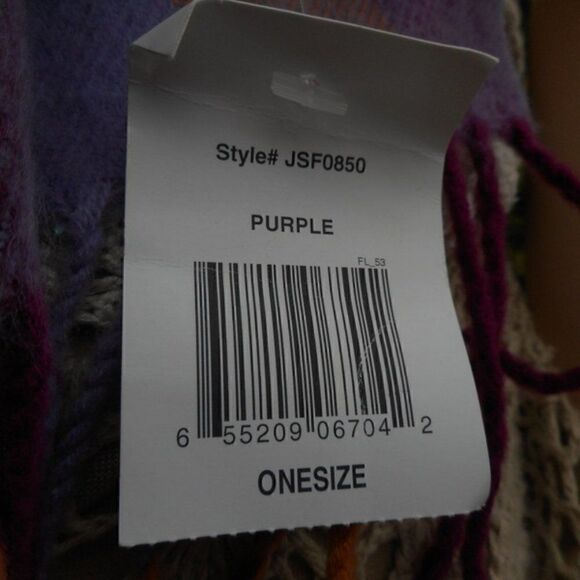 Style# JSF0850
PURPLE
FL_53
6 55209 06704 2
ONESIZE